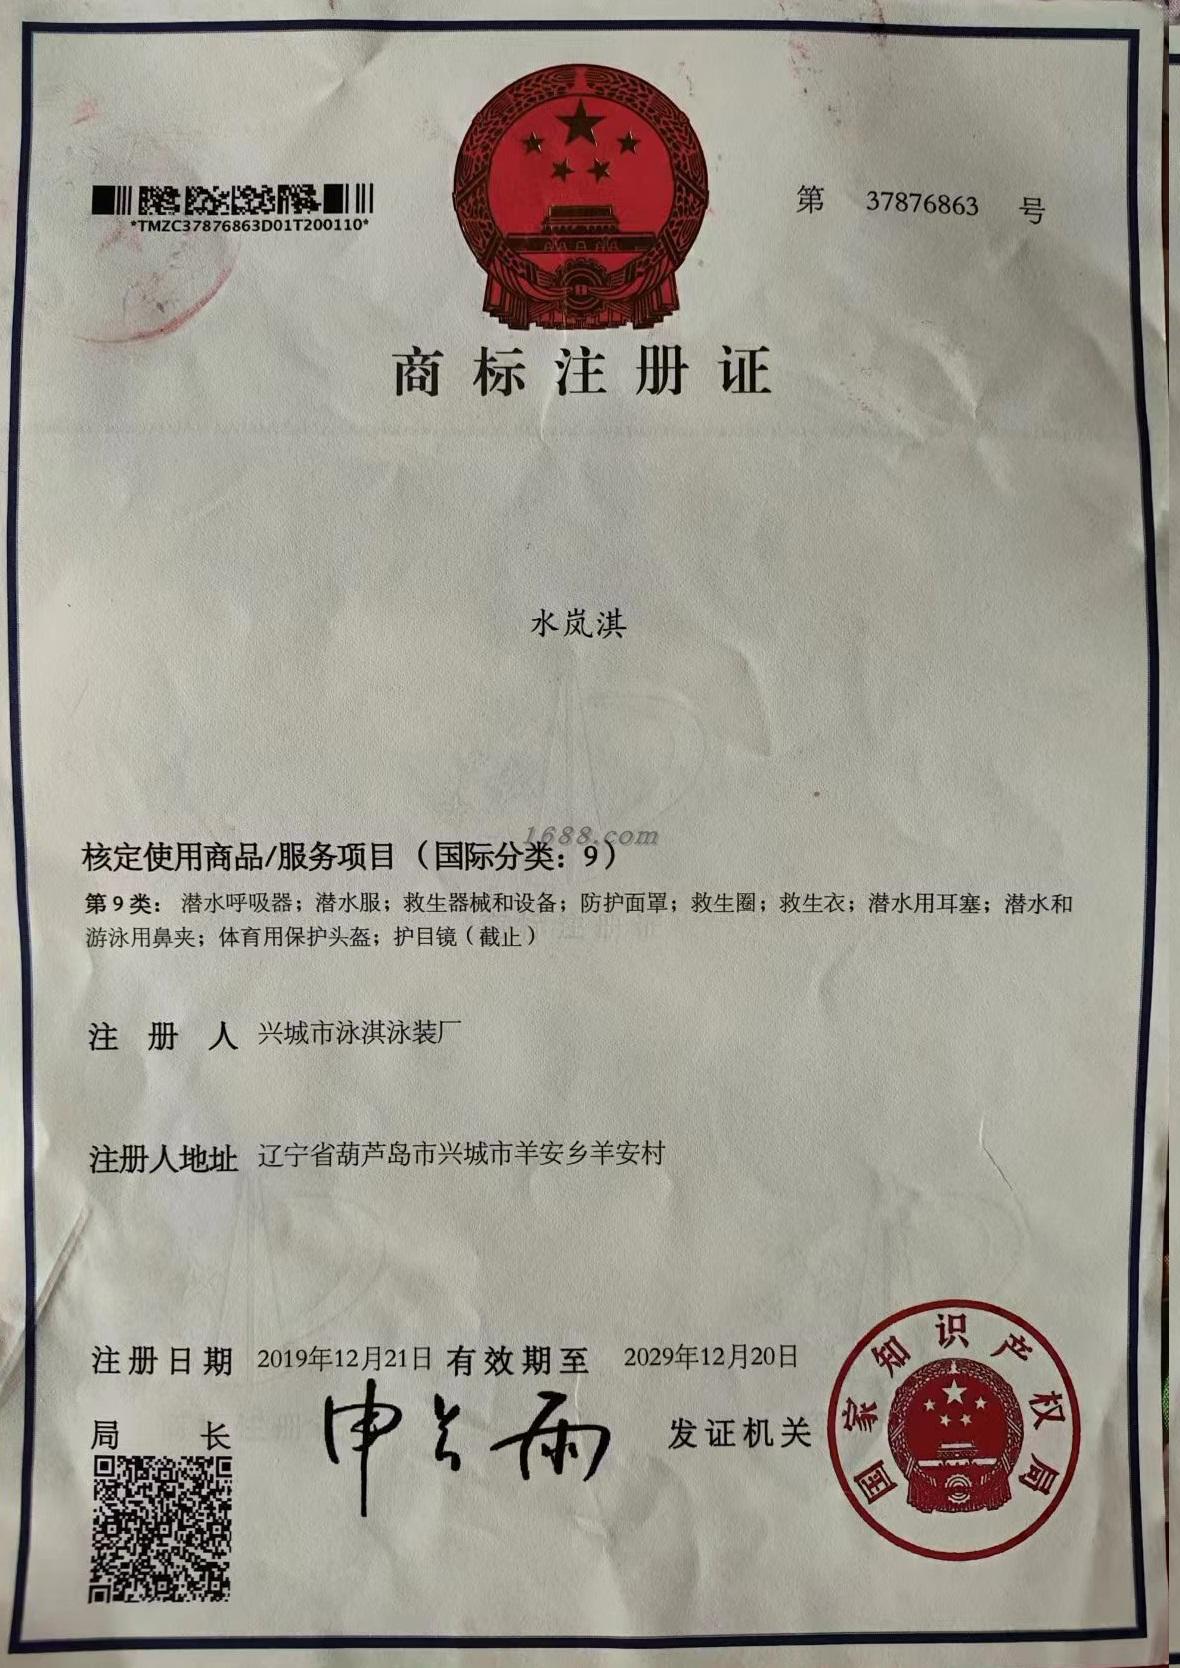 *TMZC37876863D01T200110*
第 37876863 号
商标注册证
水岚淇
1688.com
核定使用商品/服务项目（国际分类：9）
第9类：潜水呼吸器；潜水服；救生器械和设备；防护面罩；救生圈；救生衣；潜水用耳塞；潜水和
游泳用鼻夹；体育用保护头盔；护目镜（截止）
注册人 兴城市泳淇泳装厂
注册人地址 辽宁省葫芦岛市兴城市羊安乡羊安村
注册日期 2019年12月21日 有效期至 2029年12月20日
局长 申长雨 发证机关
国家知识产权局